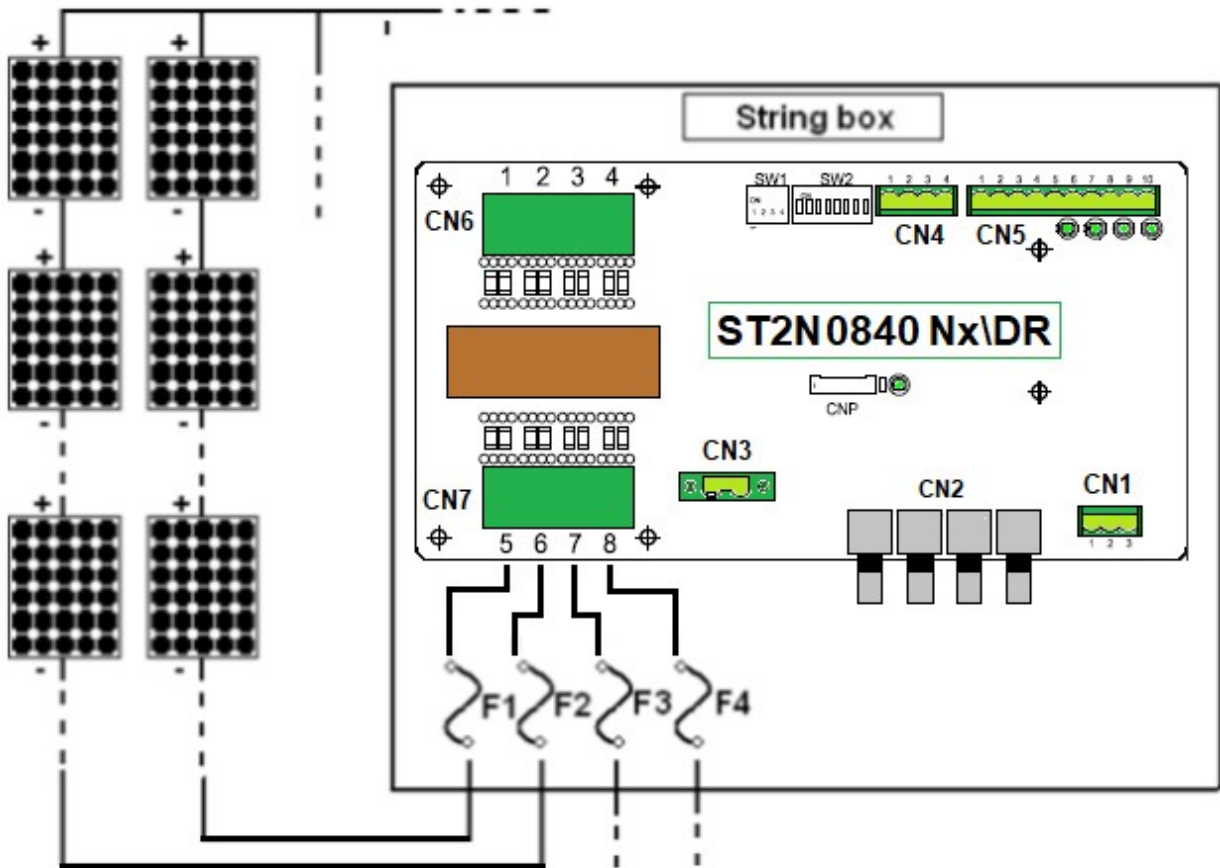 + +
- -
+ +
- -
+ +
- -
String box
1 2 3 4
CN6
SW1
ON
1 2 3 4
SW2
ON
1 2 3 4
CN4
1 2 3 4 5 6 7 8 9 10
CN5
ST2N 0840 Nx\DR
CNP
CN3
CN7
5 6 7 8
CN2
CN1
1 2 3
F1 F2 F3 F4